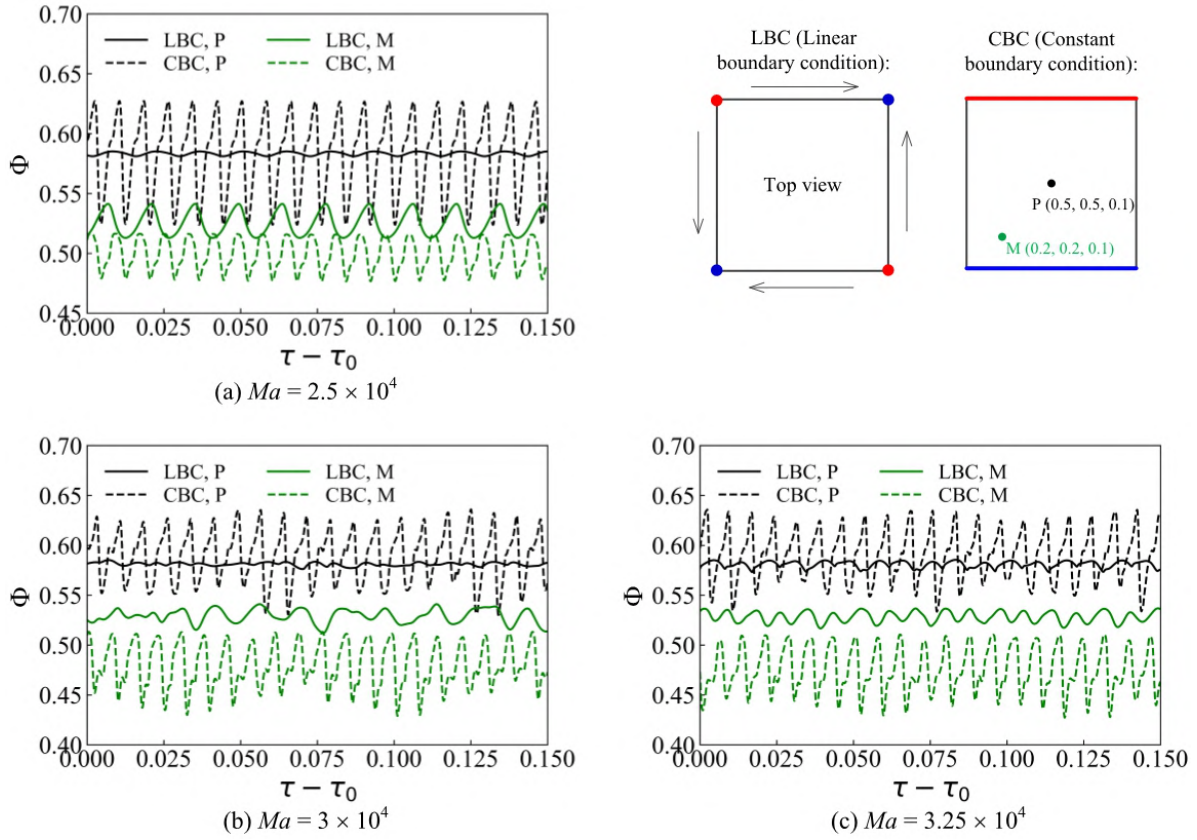 0.70
0.65
0.60
0.55
0.50
0.45
Φ
LBC, P
CBC, P
LBC, M
CBC, M
0.000 0.025 0.050 0.075 0.100 0.125 0.150
τ − τ0
(a) Ma = 2.5 × 10^4
LBC (Linear
boundary condition):
Top view
CBC (Constant
boundary condition):
P (0.5, 0.5, 0.1)
M (0.2, 0.2, 0.1)
0.70
0.65
0.60
0.55
0.50
0.45
0.40
Φ
LBC, P
CBC, P
LBC, M
CBC, M
0.000 0.025 0.050 0.075 0.100 0.125 0.150
τ − τ0
(b) Ma = 3 × 10^4
0.70
0.65
0.60
0.55
0.50
0.45
0.40
Φ
LBC, P
CBC, P
LBC, M
CBC, M
0.000 0.025 0.050 0.075 0.100 0.125 0.150
τ − τ0
(c) Ma = 3.25 × 10^4